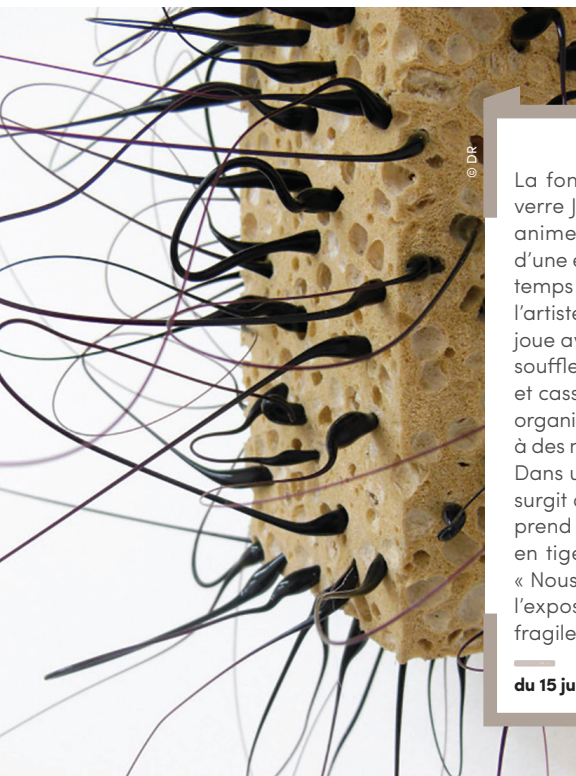 © DR
La fon
verre J
anime
d'une e
temps
l'artiste
joue av
souffle
et cass
organi
à des r
Dans u
surgit
prend
en tige
« Nous
l'expos
fragile
du 15 ju